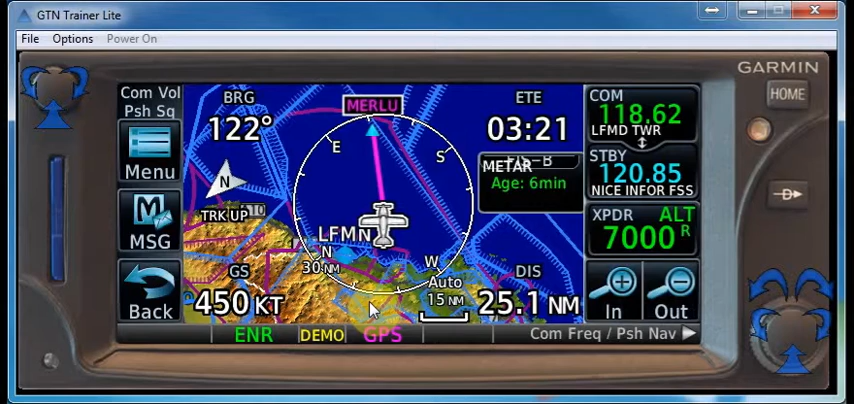 GTN Trainer Lite
File Options Power On
GARMIN
Com Vol
Psh Sq
Menu
MSG
Back
BRG
122°
MERLU
ETE
03:21
E
S
N
TRK UP
LFMN
N
W
30 NM
FIS-B
METAR
Age: 6min
GS
450 KT
Auto
15 NM
DIS
25.1 NM
COM
118.62
LFMD TWR
STBY
120.85
NICE INFOR FSS
XPDR ALT
7000 R
In
Out
HOME
D
ENR DEMO GPS
Com Freq / Psh Nav